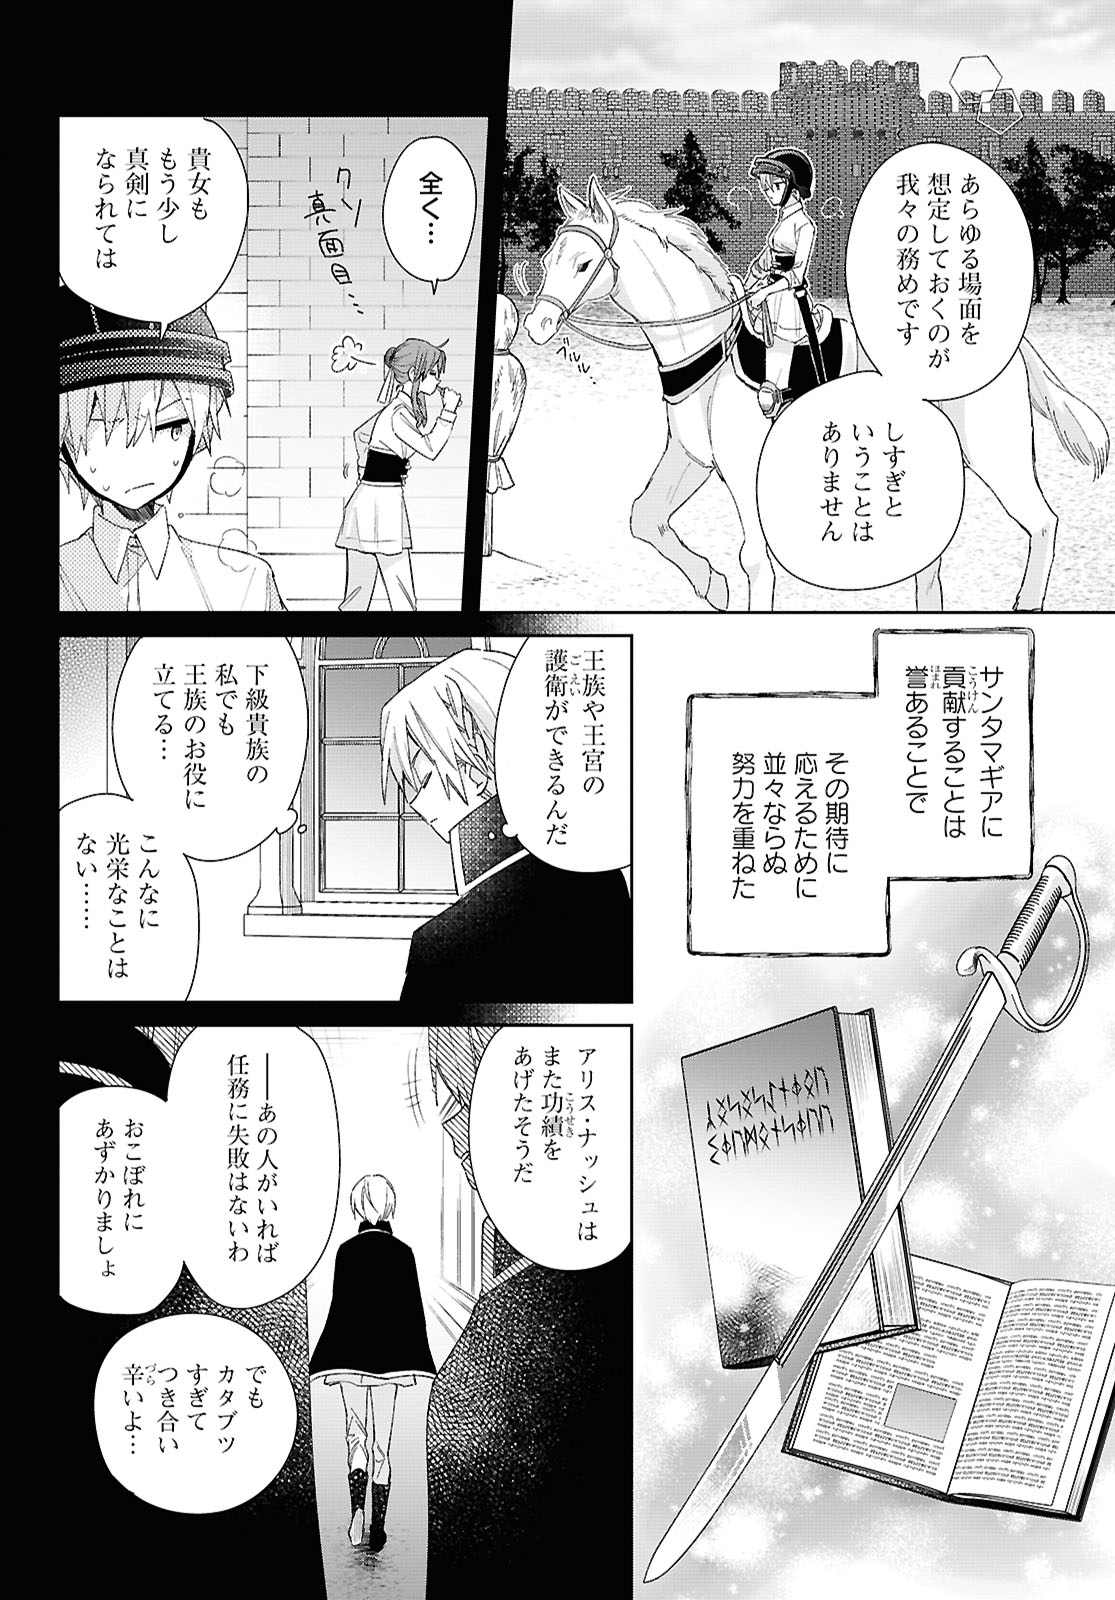 あらゆる場面を
想定しておくのが
我々の務めです
しすぎと
いうことは
ありません
ブル…
全く…
クソ
真面目…
貴女も
もう少し
真剣に
なられては
サンタマギアに
貢献することは
誉あることで
その期待に
応えるために
並々ならぬ
努力を重ねた
王族や王宮の
護衛ができるんだ
下級貴族の
私でも
王族のお役に
立てる…
こんなに
光栄なことは
ない……
アリス・ナッシュは
また功績を
あげたそうだ
──あの人がいれば
任務に失敗はないわ
おこぼれに
あずかりましょ
でも
カタブツ
すぎて
つき合い
辛いよ…